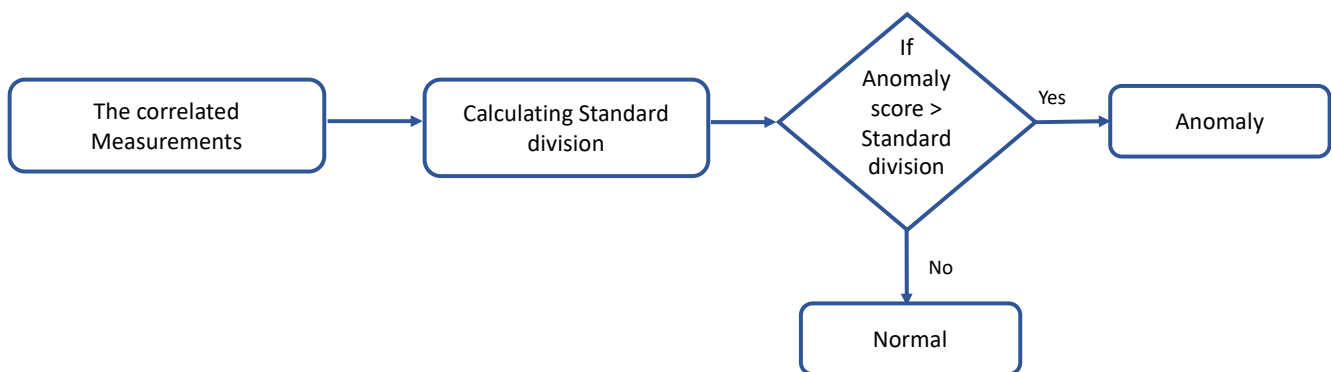 The correlated
Measurements
Calculating Standard
division
If
Anomaly
score >
Standard
division
Yes
Anomaly
No
Normal